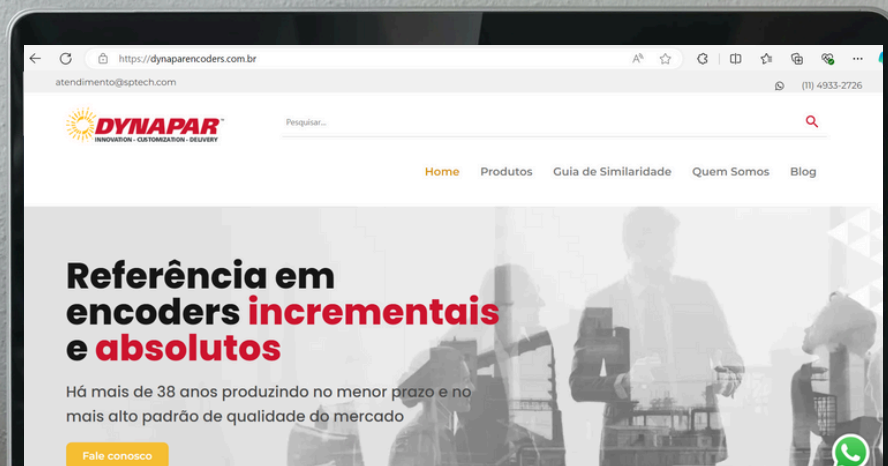 https://dynaparencoders.com.br
atendimento@sptech.com
(11) 4933-2726
DYNAPAR
INNOVATION - CUSTOMIZATION - DELIVERY
Pesquisar...
Home Produtos Guia de Similaridade Quem Somos Blog
Referência em
encoders incrementais
e absolutos
Há mais de 38 anos produzindo no menor prazo e no
mais alto padrão de qualidade do mercado
Fale conosco